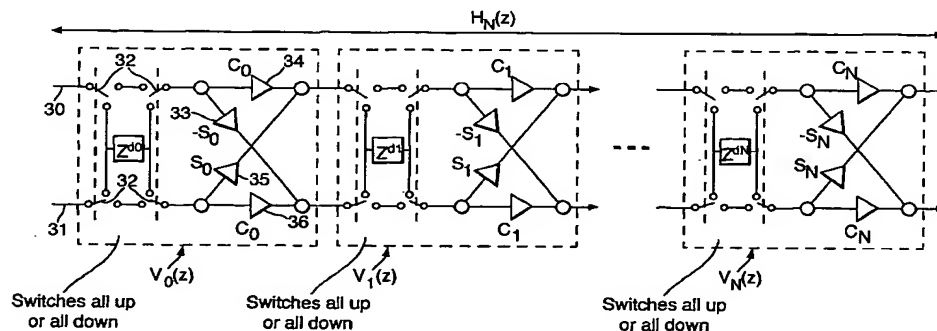 H_N(z)
32
C_0
34
C_1
C_N
30
33
-S_0
-S_1
-S_N
Z^d0
Z^d1
Z^dN
S_0
35
S_1
S_N
32
31
C_0
36
C_1
C_N
V_0(z)
V_1(z)
V_N(z)
Switches all up
or all down
Switches all up
or all down
Switches all up
or all down